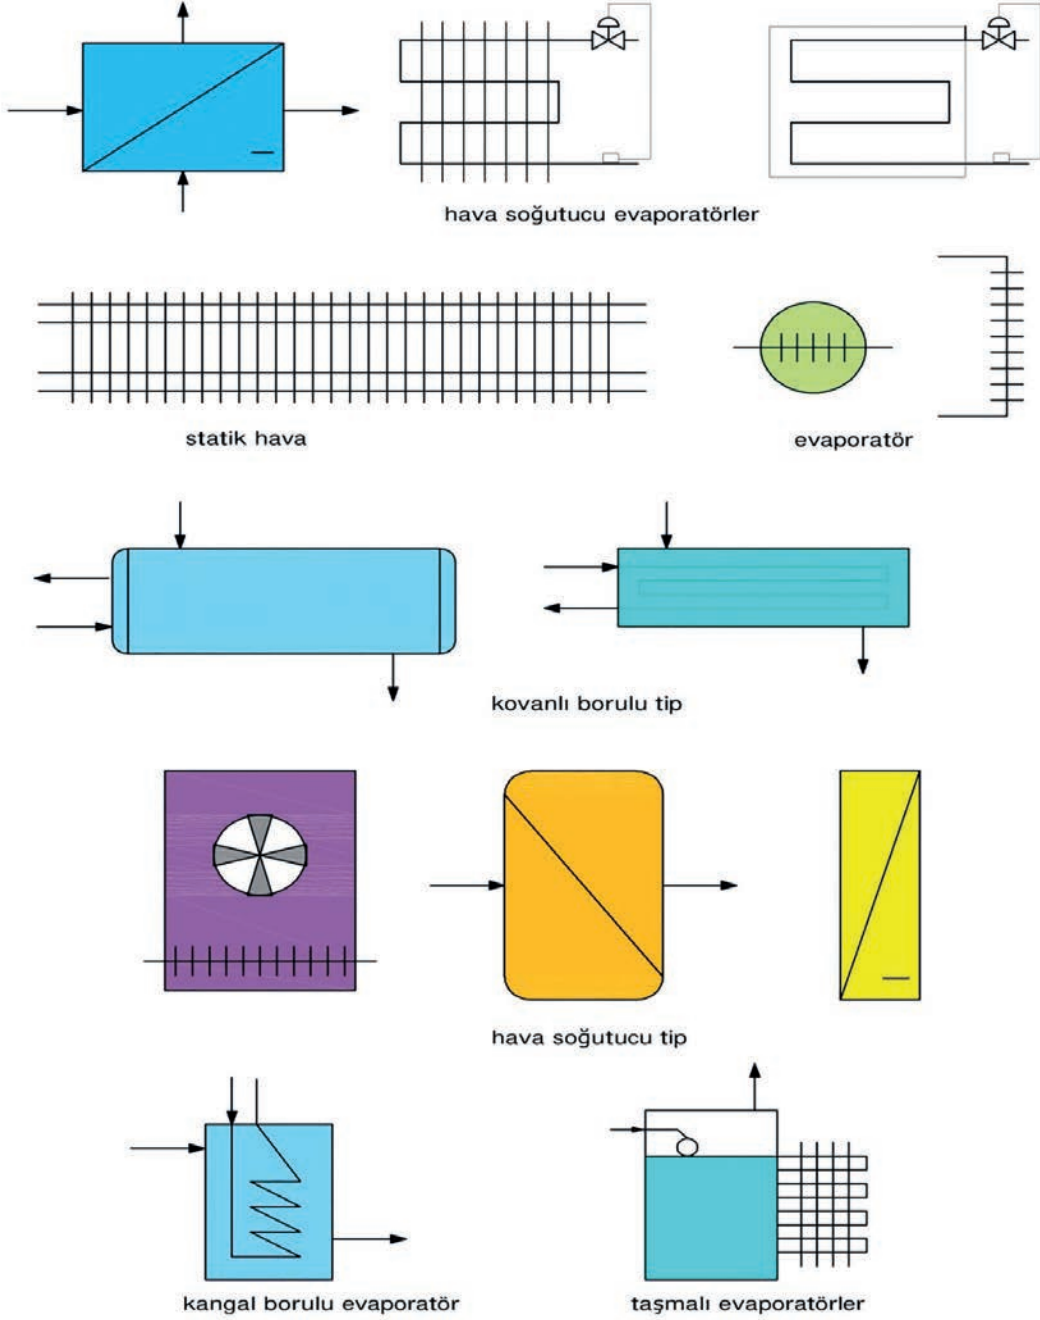 hava soğutucu evaporatörler
statik hava
evaporatör
kovanlı borulu tip
hava soğutucu tip
kangal borulu evaporatör
taşmalı evaporatörler